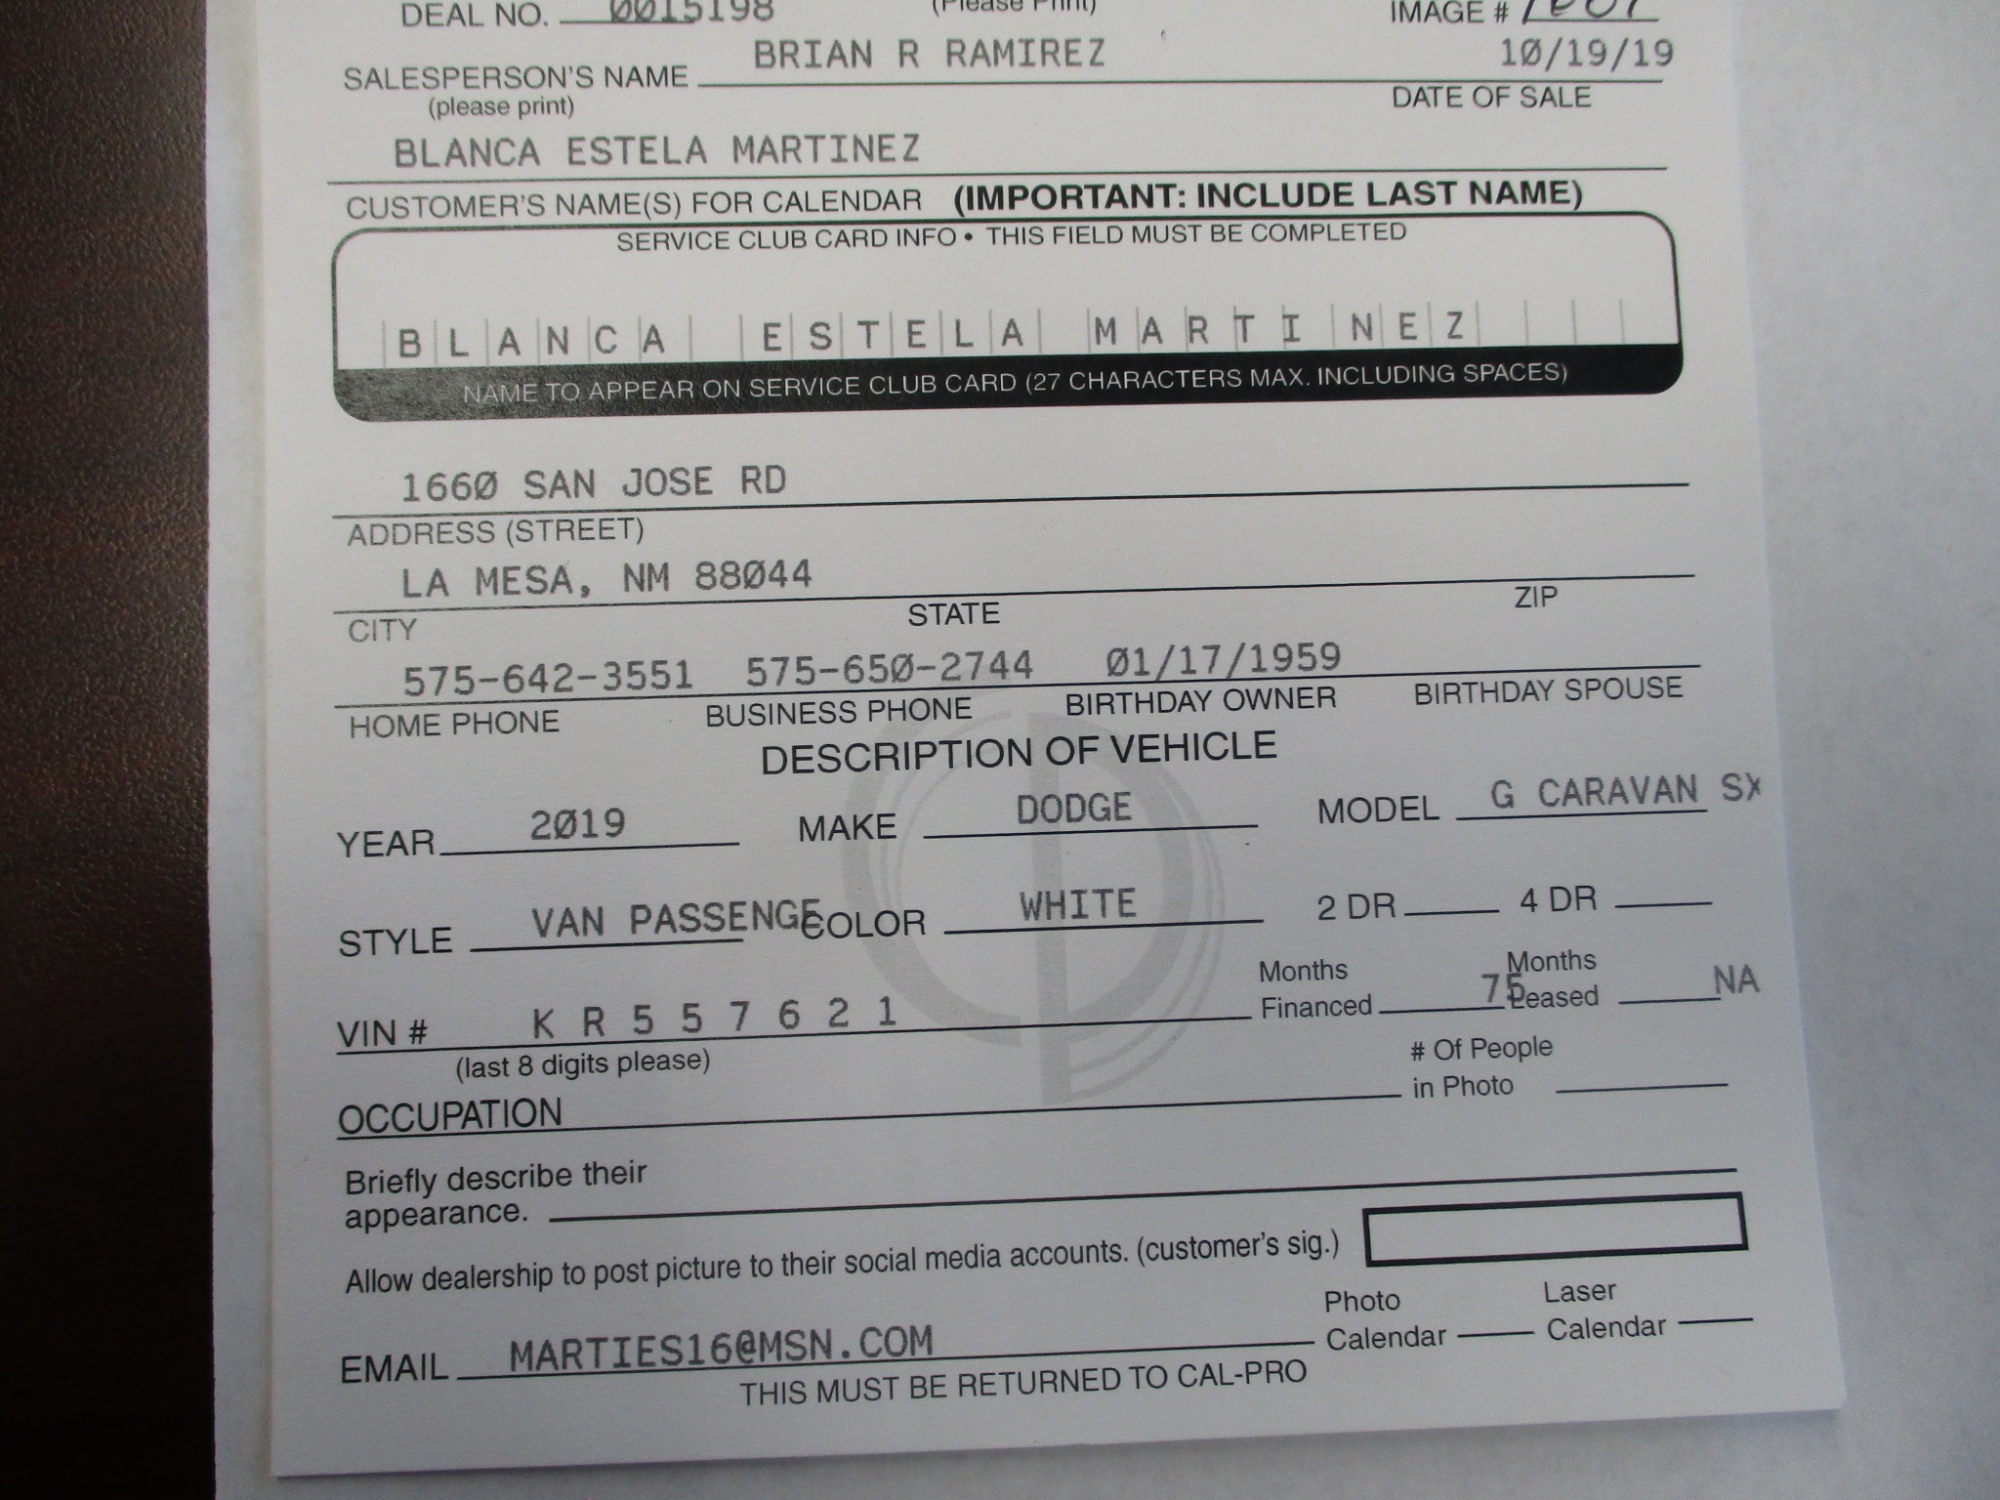 DEAL NO. 0015198 (Please Print) IMAGE #
BRIAN R RAMIREZ 10/19/19
SALESPERSON'S NAME
(please print) DATE OF SALE
BLANCA ESTELA MARTINEZ
CUSTOMER'S NAME(S) FOR CALENDAR (IMPORTANT: INCLUDE LAST NAME)
SERVICE CLUB CARD INFO • THIS FIELD MUST BE COMPLETED
BLANCA ESTELA MARTINEZ
NAME TO APPEAR ON SERVICE CLUB CARD (27 CHARACTERS MAX. INCLUDING SPACES)
1660 SAN JOSE RD
ADDRESS (STREET)
LA MESA, NM 88044
CITY STATE ZIP
575-642-3551 575-650-2744 01/17/1959
HOME PHONE BUSINESS PHONE BIRTHDAY OWNER BIRTHDAY SPOUSE
DESCRIPTION OF VEHICLE
YEAR 2019 MAKE DODGE MODEL G CARAVAN SX
STYLE VAN PASSENGE COLOR WHITE 2 DR 4 DR
Months Financed 75 Months Leased NA
VIN # K R 5 5 7 6 2 1
(last 8 digits please)
# Of People
in Photo
OCCUPATION
Briefly describe their
appearance.
Allow dealership to post picture to their social media accounts. (customer's sig.)
Photo Calendar Laser Calendar
EMAIL MARTIES16@MSN.COM
THIS MUST BE RETURNED TO CAL-PRO